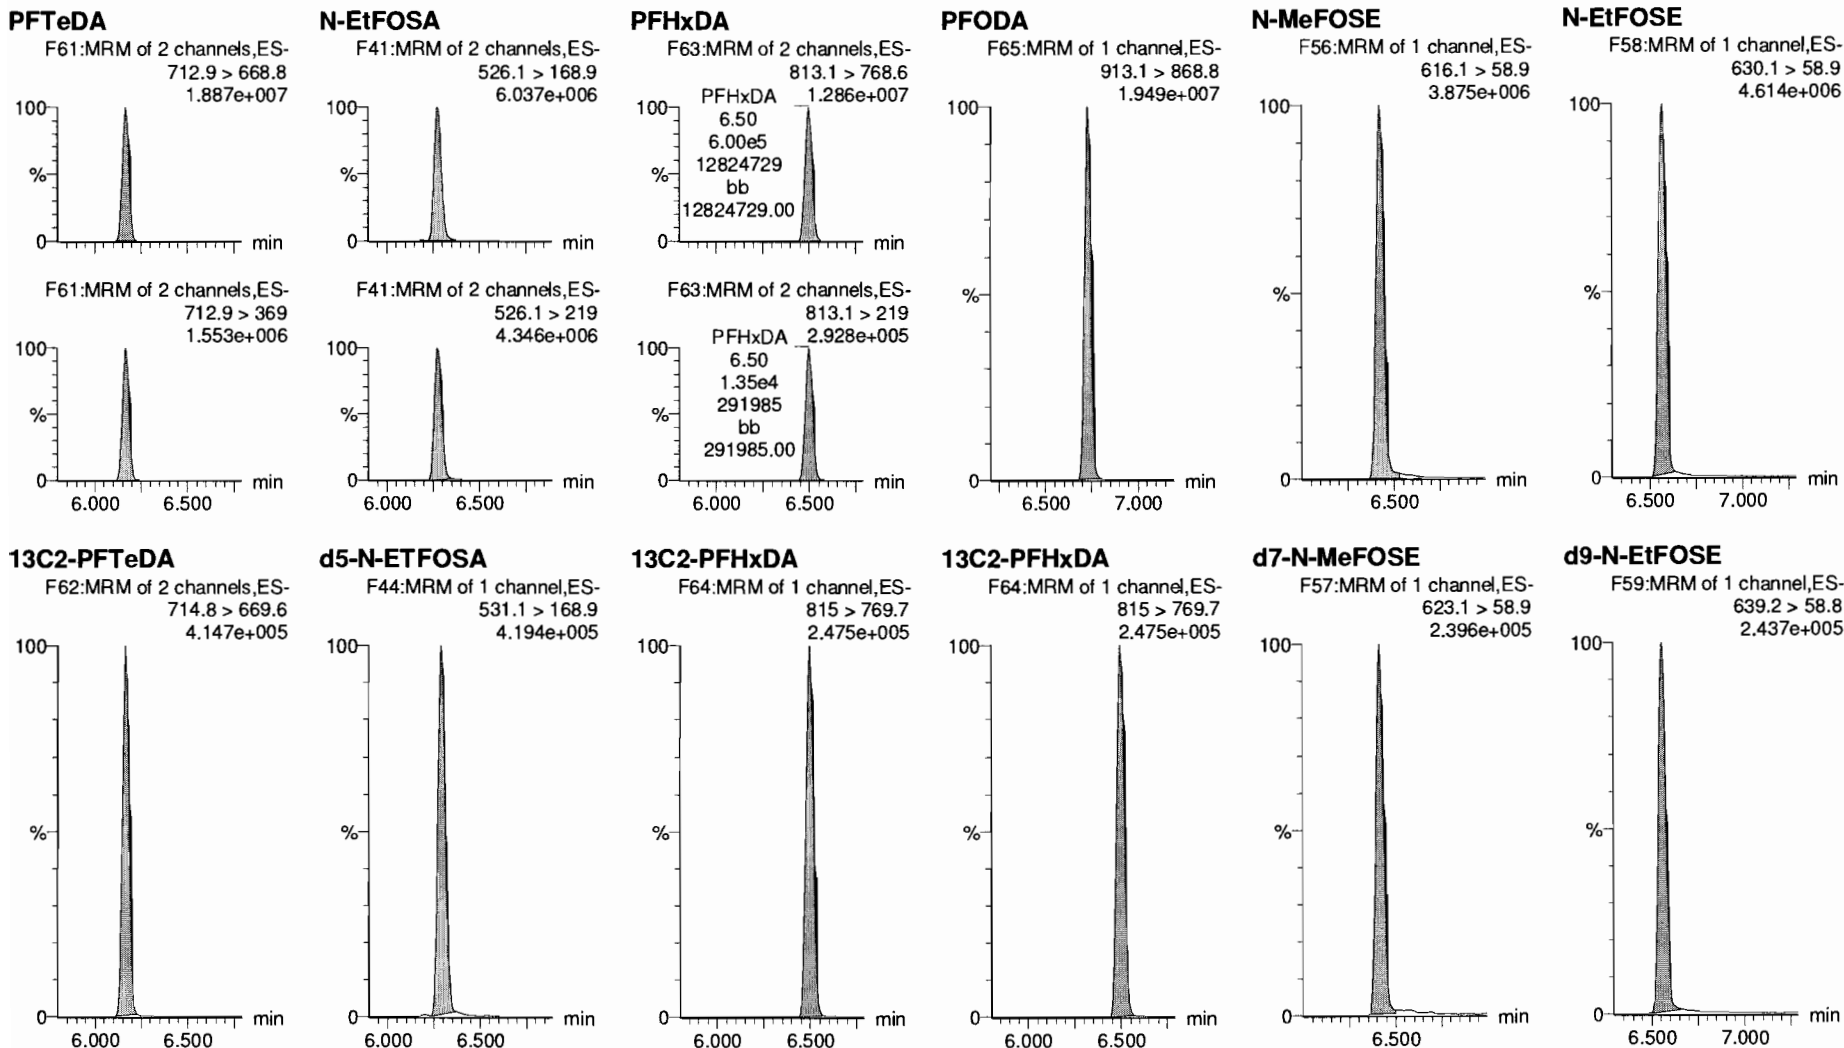 PFTeDA
F61:MRM of 2 channels,ES-
712.9 > 668.8
1.887e+007
100
%
0
min
F61:MRM of 2 channels,ES-
712.9 > 369
1.553e+006
100
%
0
min
6.000 6.500
N-EtFOSA
F41:MRM of 2 channels,ES-
526.1 > 168.9
6.037e+006
100
%
0
min
F41:MRM of 2 channels,ES-
526.1 > 219
4.346e+006
100
%
0
min
6.000 6.500
PFHxDA
F63:MRM of 2 channels,ES-
813.1 > 768.6
1.286e+007
PFHxDA
6.50
6.00e5
12824729
bb
12824729.00
100
%
0
min
F63:MRM of 2 channels,ES-
813.1 > 219
2.928e+005
PFHxDA
6.50
1.35e4
291985
bb
291985.00
100
%
0
min
6.000 6.500
PFODA
F65:MRM of 1 channel,ES-
913.1 > 868.8
1.949e+007
100
%
0
min
6.500 7.000
N-MeFOSE
F56:MRM of 1 channel,ES-
616.1 > 58.9
3.875e+006
100
%
0
min
6.500
N-EtFOSE
F58:MRM of 1 channel,ES-
630.1 > 58.9
4.614e+006
100
%
0
min
6.500 7.000
13C2-PFTeDA
F62:MRM of 2 channels,ES-
714.8 > 669.6
4.147e+005
100
%
0
min
6.000 6.500
d5-N-ETFOSA
F44:MRM of 1 channel,ES-
531.1 > 168.9
4.194e+005
100
%
0
min
6.000 6.500
13C2-PFHxDA
F64:MRM of 1 channel,ES-
815 > 769.7
2.475e+005
100
%
0
min
6.000 6.500
13C2-PFHxDA
F64:MRM of 1 channel,ES-
815 > 769.7
2.475e+005
100
%
0
min
6.000 6.500
d7-N-MeFOSE
F57:MRM of 1 channel,ES-
623.1 > 58.9
2.396e+005
100
%
0
min
6.500
d9-N-EtFOSE
F59:MRM of 1 channel,ES-
639.2 > 58.8
2.437e+005
100
%
0
min
6.500 7.000